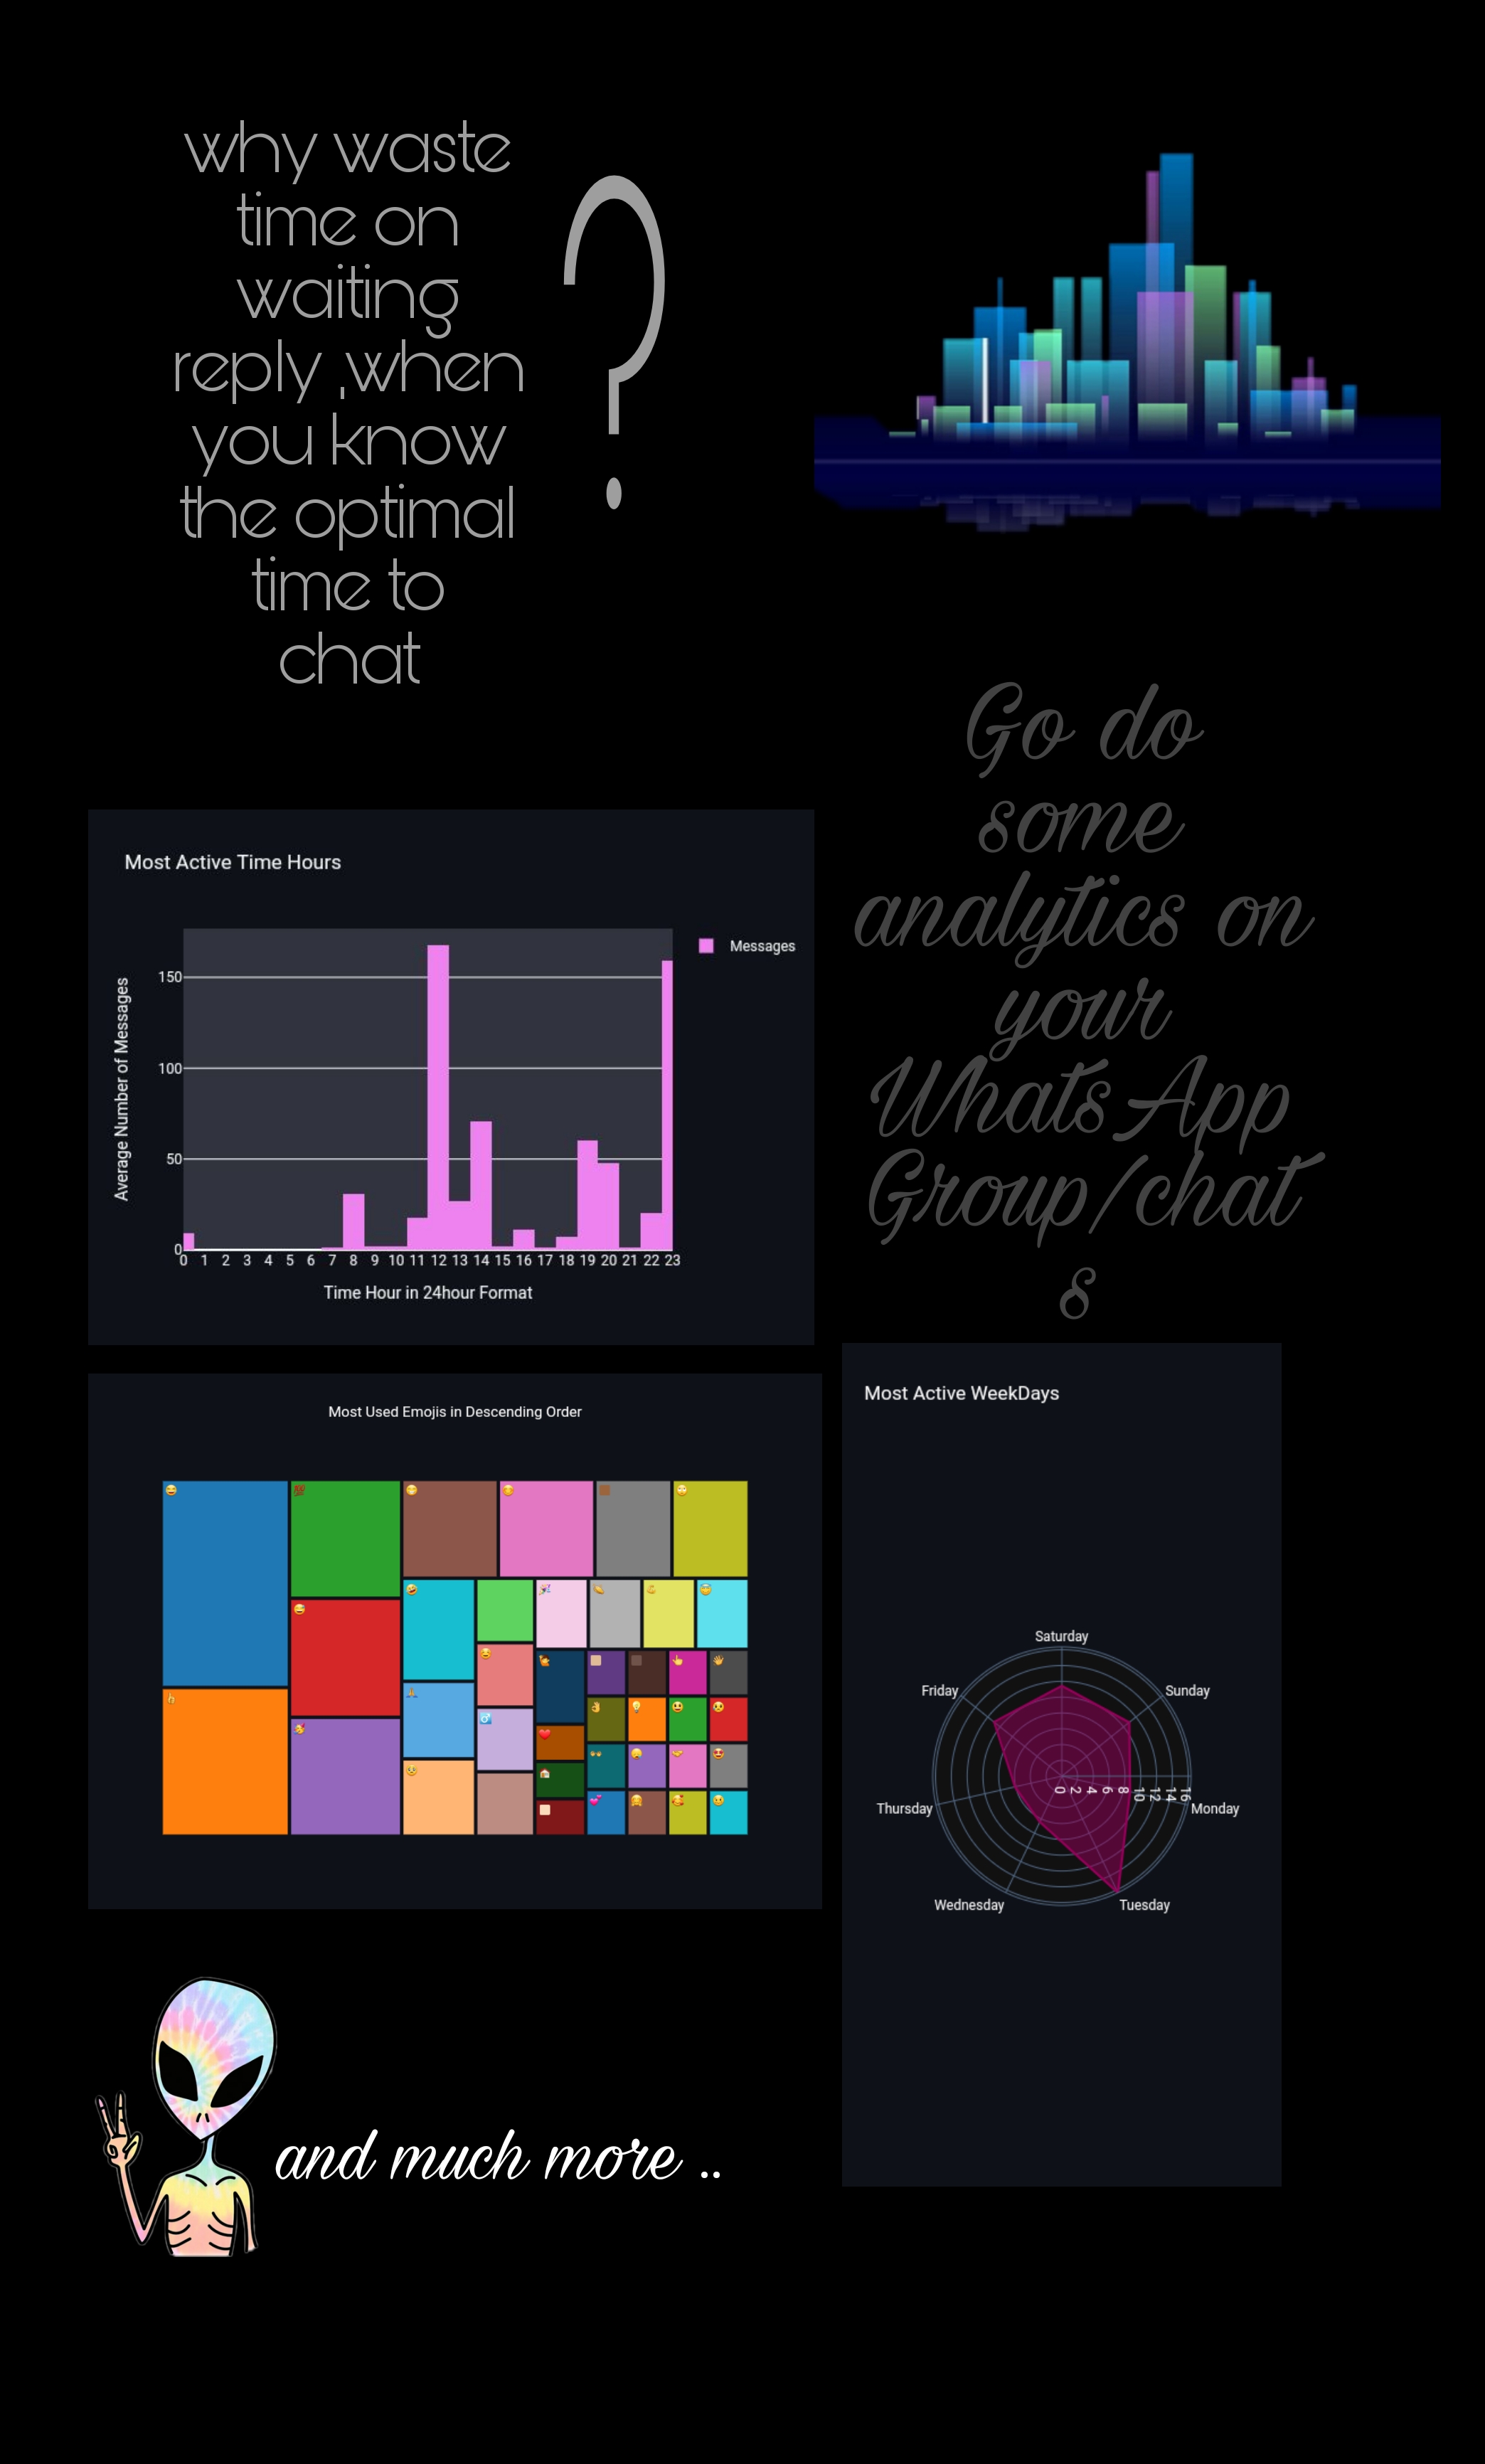 why waste
time on
waiting
reply ,when
you know
the optimal
time to
chat
?
Go do
some
analytics on
your
WhatsApp
Group/chat
s
Most Active Time Hours
Messages
Average Number of Messages
150
100
50
0
0 1 2 3 4 5 6 7 8 9 10 11 12 13 14 15 16 17 18 19 20 21 22 23
Time Hour in 24hour Format
Most Used Emojis in Descending Order
Most Active WeekDays
Saturday
Friday
Sunday
Thursday
0 2 4 6 8 10 12 14 16
Monday
Wednesday
Tuesday
and much more ..